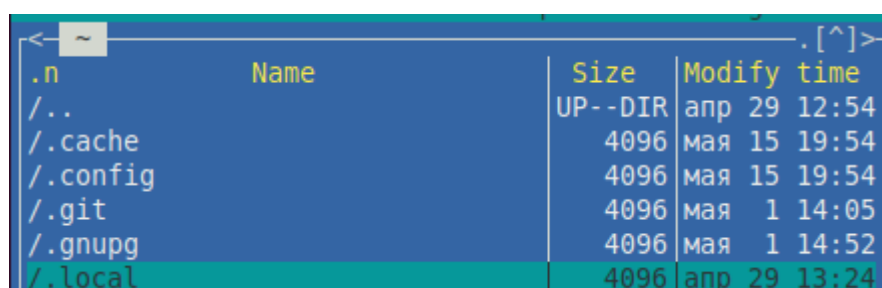 <- ~ .[^]>
.n Name Size Modify time
/.. UP--DIR апр 29 12:54
/.cache 4096 мая 15 19:54
/.config 4096 мая 15 19:54
/.git 4096 мая 1 14:05
/.gnupg 4096 мая 1 14:52
/.local 4096 апр 29 13:24